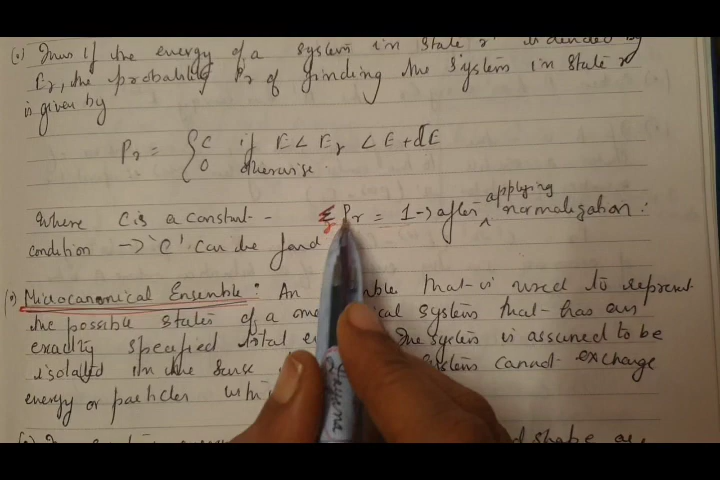 (•) Thus if the energy of a system in state r is denoted by
Er, the probability Pr of finding the system in state r
is given by
Pr = { C if E < Er < E + dE
0 otherwise.
where C is a constant - Σr Pr = 1 → after applying normalization
condition → 'C' can be found
(•) Microcanonical Ensemble : An that is used to represent
the possible states of a system that has an
exactly specified total The system is assumed to be
isolated in the sense system cannot exchange
energy or particles with
shape are